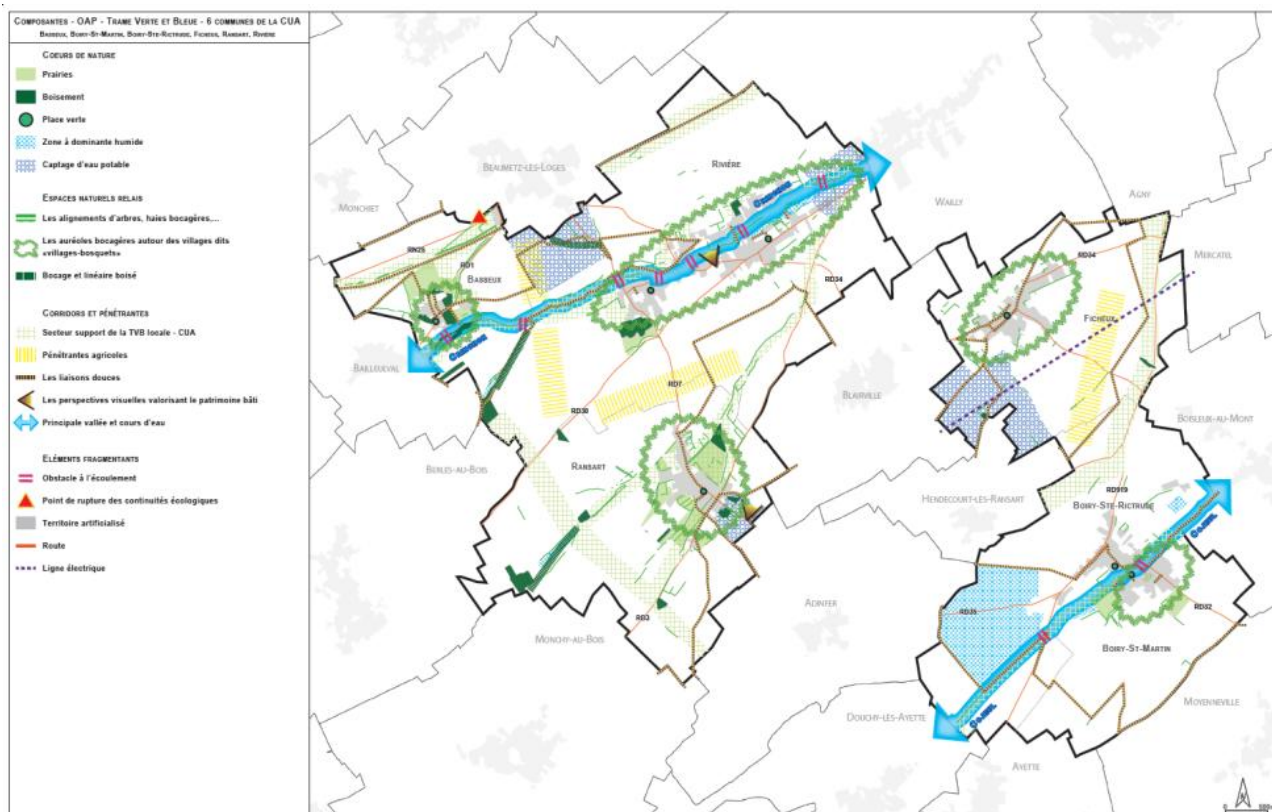 COMPOSANTES - OAP - TRAME VERTE ET BLEUE - 6 COMMUNES DE LA CUA
BASSEUX, BOIRY-ST-MARTIN, BOIRY-STE-RICTRUDE, FICHEUX, RANSART, RIVIÈRE
COEURS DE NATURE
Prairies
Boisement
Place verte
Zone à dominante humide
Captage d'eau potable
ESPACES NATURELS RELAIS
Les alignements d'arbres, haies bocagères,...
Les auréoles bocagères autour des villages dits
«villages-bosquets»
Bocage et linéaire boisé
CORRIDORS ET PÉNÉTRANTES
Secteur support de la TVB locale - CUA
Pénétrantes agricoles
Les liaisons douces
Les perspectives visuelles valorisant le patrimoine bâti
Principale vallée et cours d'eau
ELÉMENTS FRAGMENTANTS
Obstacle à l'écoulement
Point de rupture des continuités écologiques
Territoire artificialisé
Route
Ligne électrique
BEAUMETZ-LES-LOGES
RIVIÈRE
MONCHIET
WAILLY
AGNY
MERCATEL
RN25
RD1
BASSEUX
CRINCHON
RD34
RD34
FICHEUX
BAILLEULVAL
CRINCHON
RD7
BLAIRVILLE
RD30
BOISLEUX-AU-MONT
BERLES-AU-BOIS
RANSART
HENDECOURT-LES-RANSART
RD919
BOIRY-STE-RICTRUDE
COJEUL
ADINFER
RD35
RD32
RD3
MONCHY-AU-BOIS
BOIRY-ST-MARTIN
DOUCHY-LES-AYETTE
COJEUL
MOYENNEVILLE
AYETTE